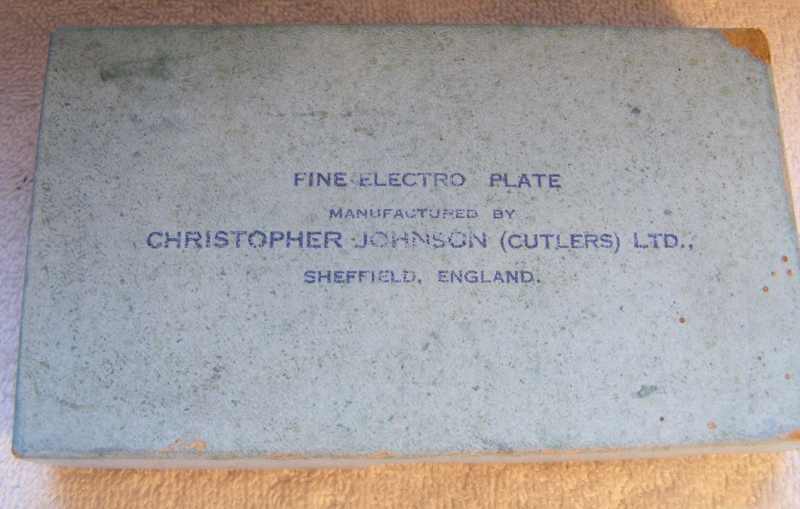 FINE ELECTRO PLATE
MANUFACTURED BY
CHRISTOPHER JOHNSON (CUTLERS) LTD.,
SHEFFIELD, ENGLAND.